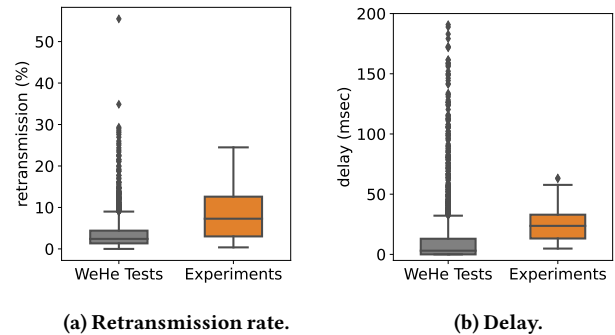 retransmission (%)
50
40
30
20
10
0
WeHe Tests Experiments
(a) Retransmission rate.
delay (msec)
200
150
100
50
0
WeHe Tests Experiments
(b) Delay.